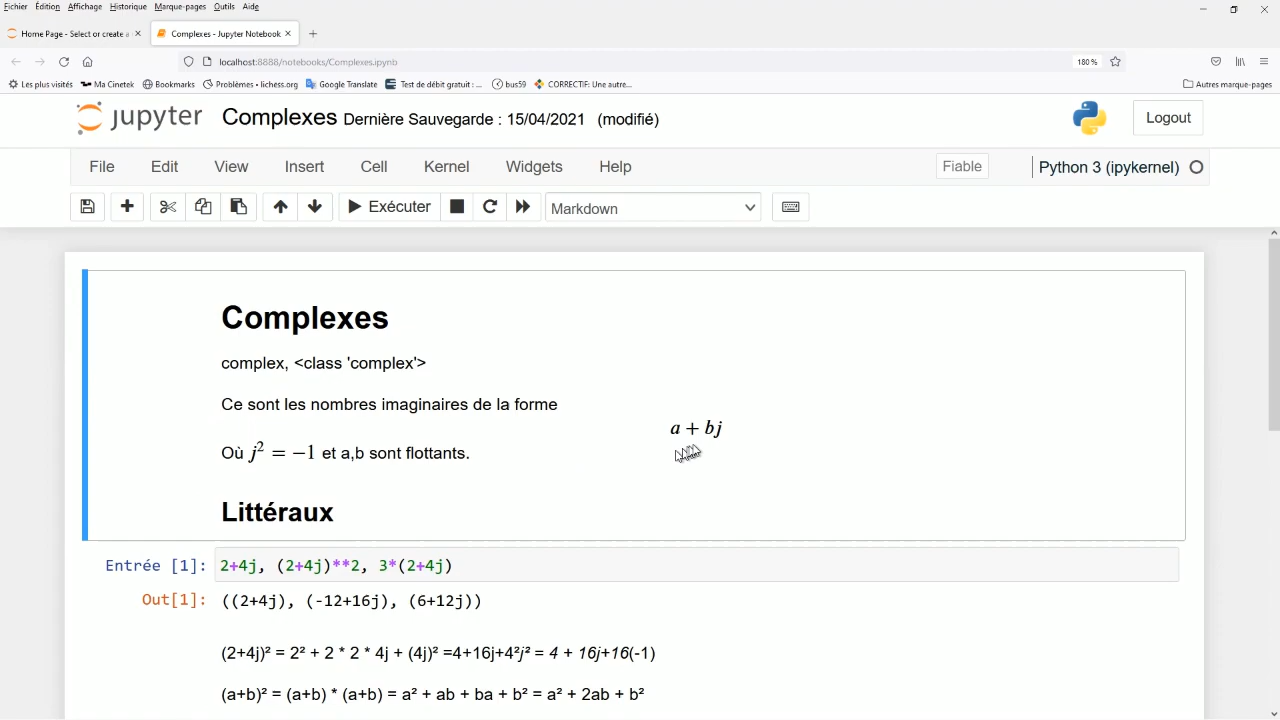 Fichier Édition Affichage Historique Marque-pages Outils Aide
Home Page - Select or create a
Complexes - Jupyter Notebook
localhost:8888/notebooks/Complexes.ipynb
180 %
Les plus visités Ma Cinetek Bookmarks Problèmes • lichess.org Google Translate Test de débit gratuit : ... bus59 CORRECTIF: Une autre... Autres marque-pages
jupyter Complexes Dernière Sauvegarde : 15/04/2021 (modifié) Logout
File Edit View Insert Cell Kernel Widgets Help Fiable Python 3 (ipykernel)
Exécuter Markdown
Complexes
complex, <class 'complex'>
Ce sont les nombres imaginaires de la forme
a + bj
Où j² = −1 et a,b sont flottants.
Littéraux
Entrée [1]: 2+4j, (2+4j)**2, 3*(2+4j)
Out[1]: ((2+4j), (-12+16j), (6+12j))
(2+4j)² = 2² + 2 * 2 * 4j + (4j)² =4+16j+4²j² = 4 + 16j+16(-1)
(a+b)² = (a+b) * (a+b) = a² + ab + ba + b² = a² + 2ab + b²